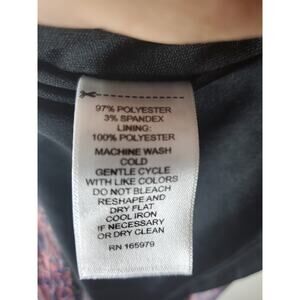 97% POLYESTER
3% SPANDEX
LINING:
100% POLYESTER
MACHINE WASH
COLD
GENTLE CYCLE
WITH LIKE COLORS
DO NOT BLEACH
RESHAPE AND
DRY FLAT
COOL IRON
IF NECESSARY
OR DRY CLEAN
RN 165979